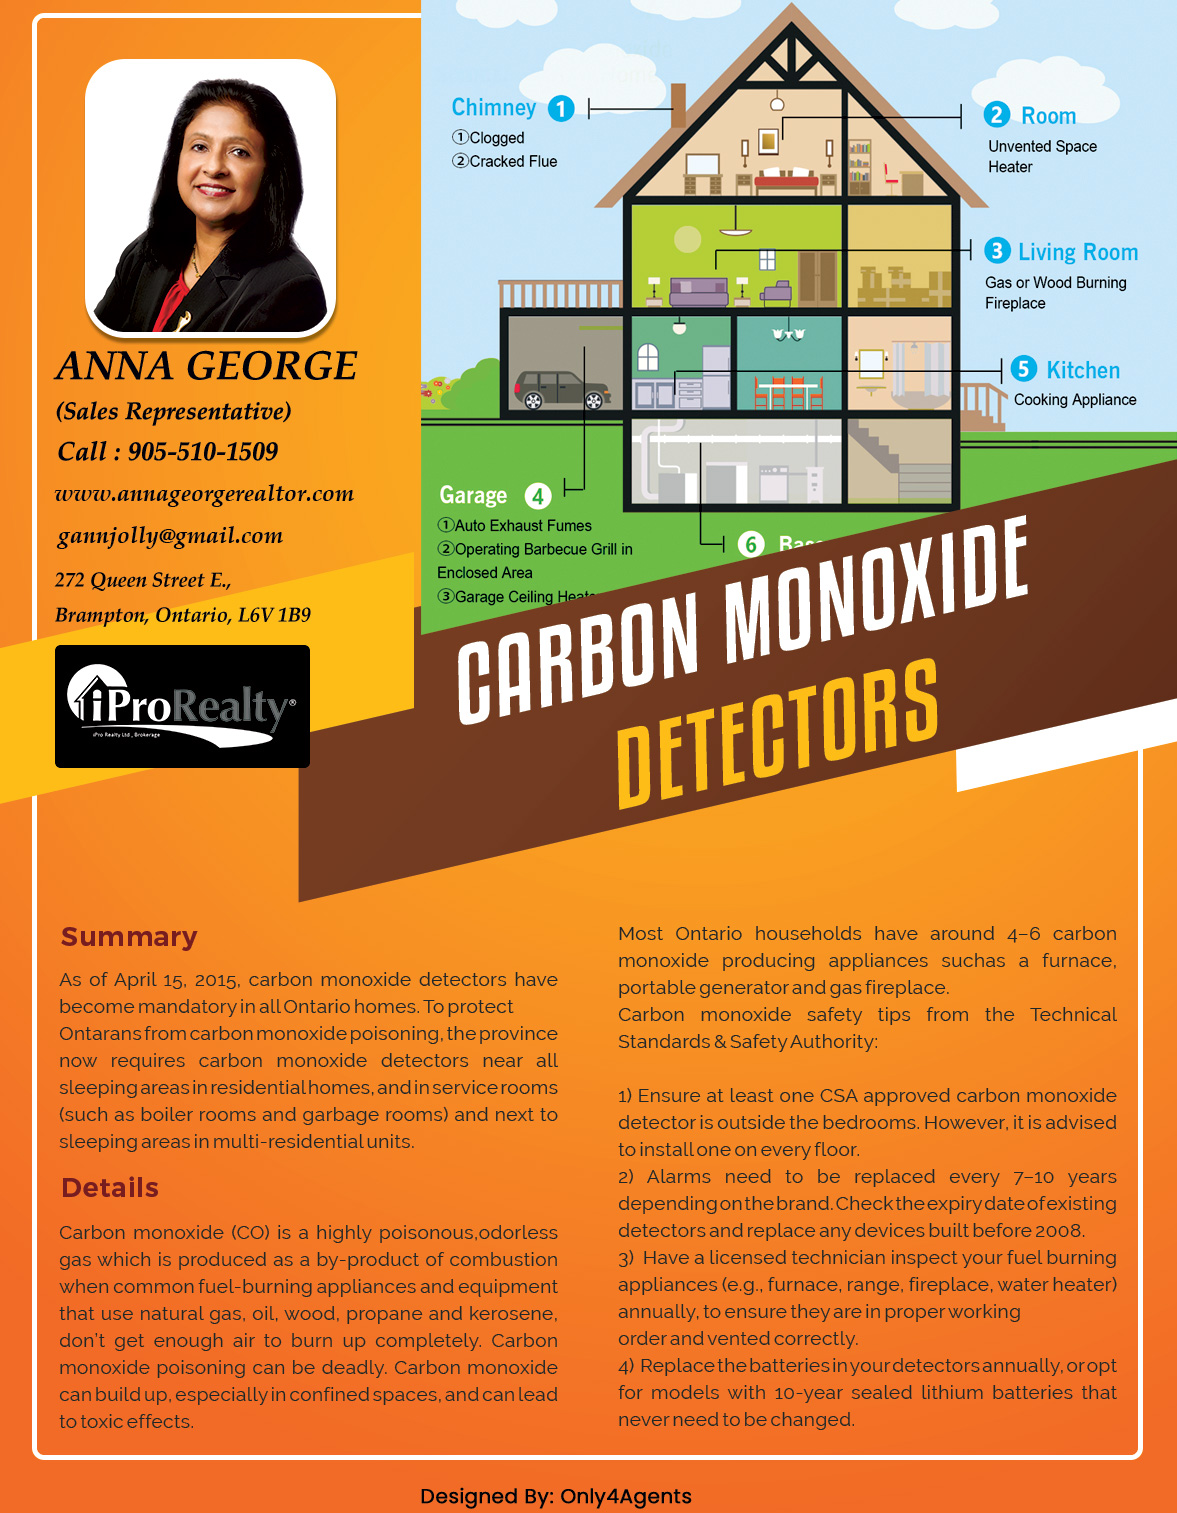 ANNA GEORGE
(Sales Representative)
Call : 905-510-1509
www.annageorgerealtor.com
gannjolly@gmail.com
272 Queen Street E.,
Brampton, Ontario, L6V 1B9
iProRealty®
iPro Realty Ltd., Brokerage
Chimney 1
①Clogged
②Cracked Flue
2 Room
Unvented Space
Heater
3 Living Room
Gas or Wood Burning
Fireplace
5 Kitchen
Cooking Appliance
Garage 4
①Auto Exhaust Fumes
②Operating Barbecue Grill in
Enclosed Area
③Garage Ceiling
6
CARBON MONOXIDE
DETECTORS
Summary
As of April 15, 2015, carbon monoxide detectors have
become mandatory in all Ontario homes. To protect
Ontarans from carbon monoxide poisoning, the province
now requires carbon monoxide detectors near all
sleeping areas in residential homes, and in service rooms
(such as boiler rooms and garbage rooms) and next to
sleeping areas in multi-residential units.
Details
Carbon monoxide (CO) is a highly poisonous,odorless
gas which is produced as a by-product of combustion
when common fuel-burning appliances and equipment
that use natural gas, oil, wood, propane and kerosene,
don't get enough air to burn up completely. Carbon
monoxide poisoning can be deadly. Carbon monoxide
can build up, especially in confined spaces, and can lead
to toxic effects.
Most Ontario households have around 4–6 carbon
monoxide producing appliances suchas a furnace,
portable generator and gas fireplace.
Carbon monoxide safety tips from the Technical
Standards & Safety Authority:
1) Ensure at least one CSA approved carbon monoxide
detector is outside the bedrooms. However, it is advised
to install one on every floor.
2) Alarms need to be replaced every 7–10 years
depending on the brand. Check the expiry date of existing
detectors and replace any devices built before 2008.
3) Have a licensed technician inspect your fuel burning
appliances (e.g., furnace, range, fireplace, water heater)
annually, to ensure they are in proper working
order and vented correctly.
4) Replace the batteries in your detectors annually, or opt
for models with 10-year sealed lithium batteries that
never need to be changed.
Designed By: Only4Agents